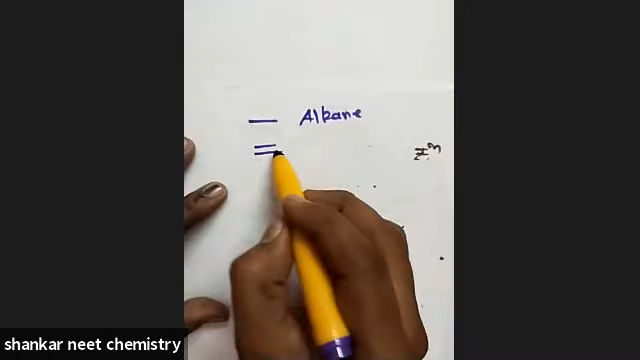 — Alkane
=
shankar neet chemistry